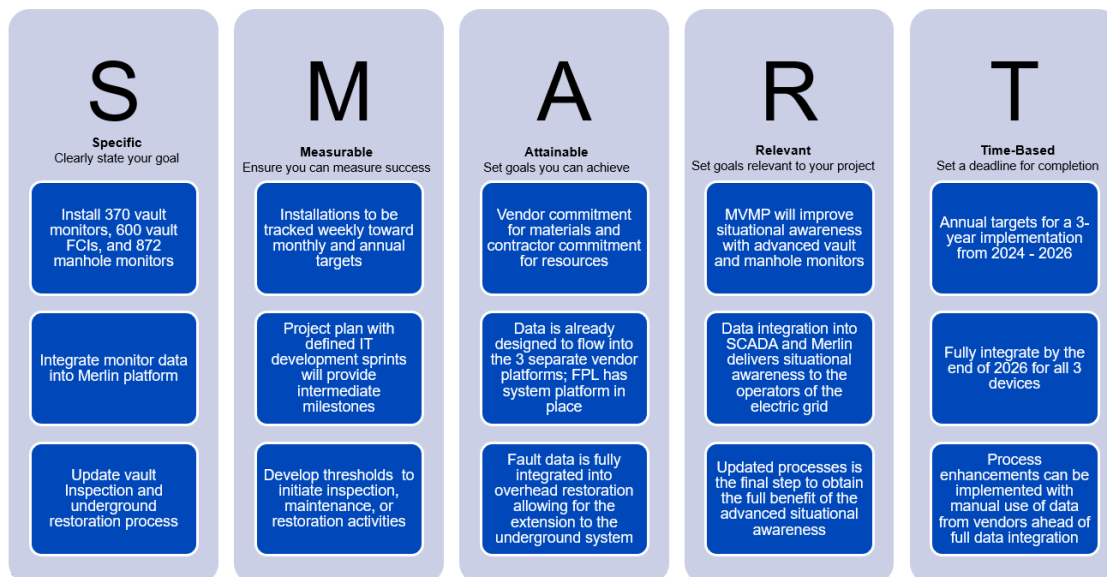 S
Specific
Clearly state your goal
Install 370 vault
monitors, 600 vault
FCIs, and 872
manhole monitors
Integrate monitor data
into Merlin platform
Update vault
Inspection and
underground
restoration process
M
Measurable
Ensure you can measure success
Installations to be
tracked weekly toward
monthly and annual
targets
Project plan with
defined IT
development sprints
will provide
intermediate
milestones
Develop thresholds to
initiate inspection,
maintenance, or
restoration activities
A
Attainable
Set goals you can achieve
Vendor commitment
for materials and
contractor commitment
for resources
Data is already
designed to flow into
the 3 separate vendor
platforms; FPL has
system platform in
place
Fault data is fully
integrated into
overhead restoration
allowing for the
extension to the
underground system
R
Relevant
Set goals relevant to your project
MVMP will improve
situational awareness
with advanced vault
and manhole monitors
Data integration into
SCADA and Merlin
delivers situational
awareness to the
operators of the
electric grid
Updated processes is
the final step to obtain
the full benefit of the
advanced situational
awareness
T
Time-Based
Set a deadline for completion
Annual targets for a 3-
year implementation
from 2024 - 2026
Fully integrate by the
end of 2026 for all 3
devices
Process
enhancements can be
implemented with
manual use of data
from vendors ahead of
full data integration